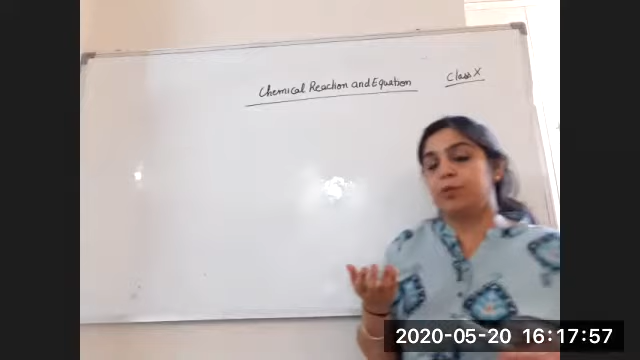 Chemical Reaction and Equation
Class X
2020-05-20 16:17:57